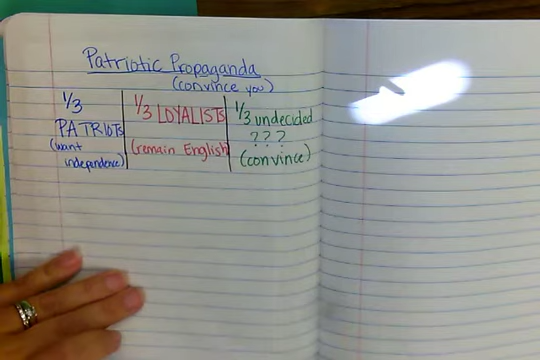 Patriotic Propaganda
(convince you)
1/3
PATRIOTS
(want
independence)
1/3 LOYALISTS
(remain English)
1/3 undecided
? ? ?
(convince)